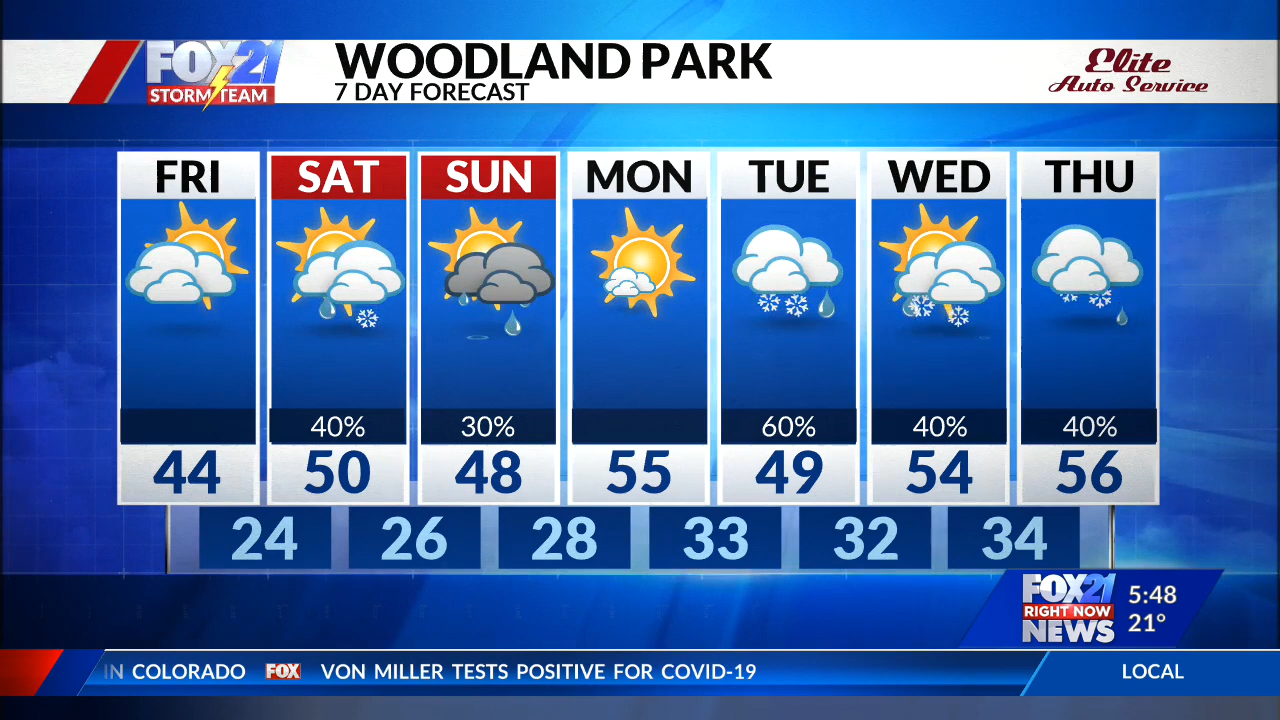 FOX21
STORM TEAM
WOODLAND PARK
7 DAY FORECAST
Elite
Auto Service
FRI SAT SUN MON TUE WED THU
40% 30% 60% 40% 40%
44 50 48 55 49 54 56
24 26 28 33 32 34
FOX21
RIGHT NOW
NEWS
5:48
21°
IN COLORADO FOX VON MILLER TESTS POSITIVE FOR COVID-19
LOCAL